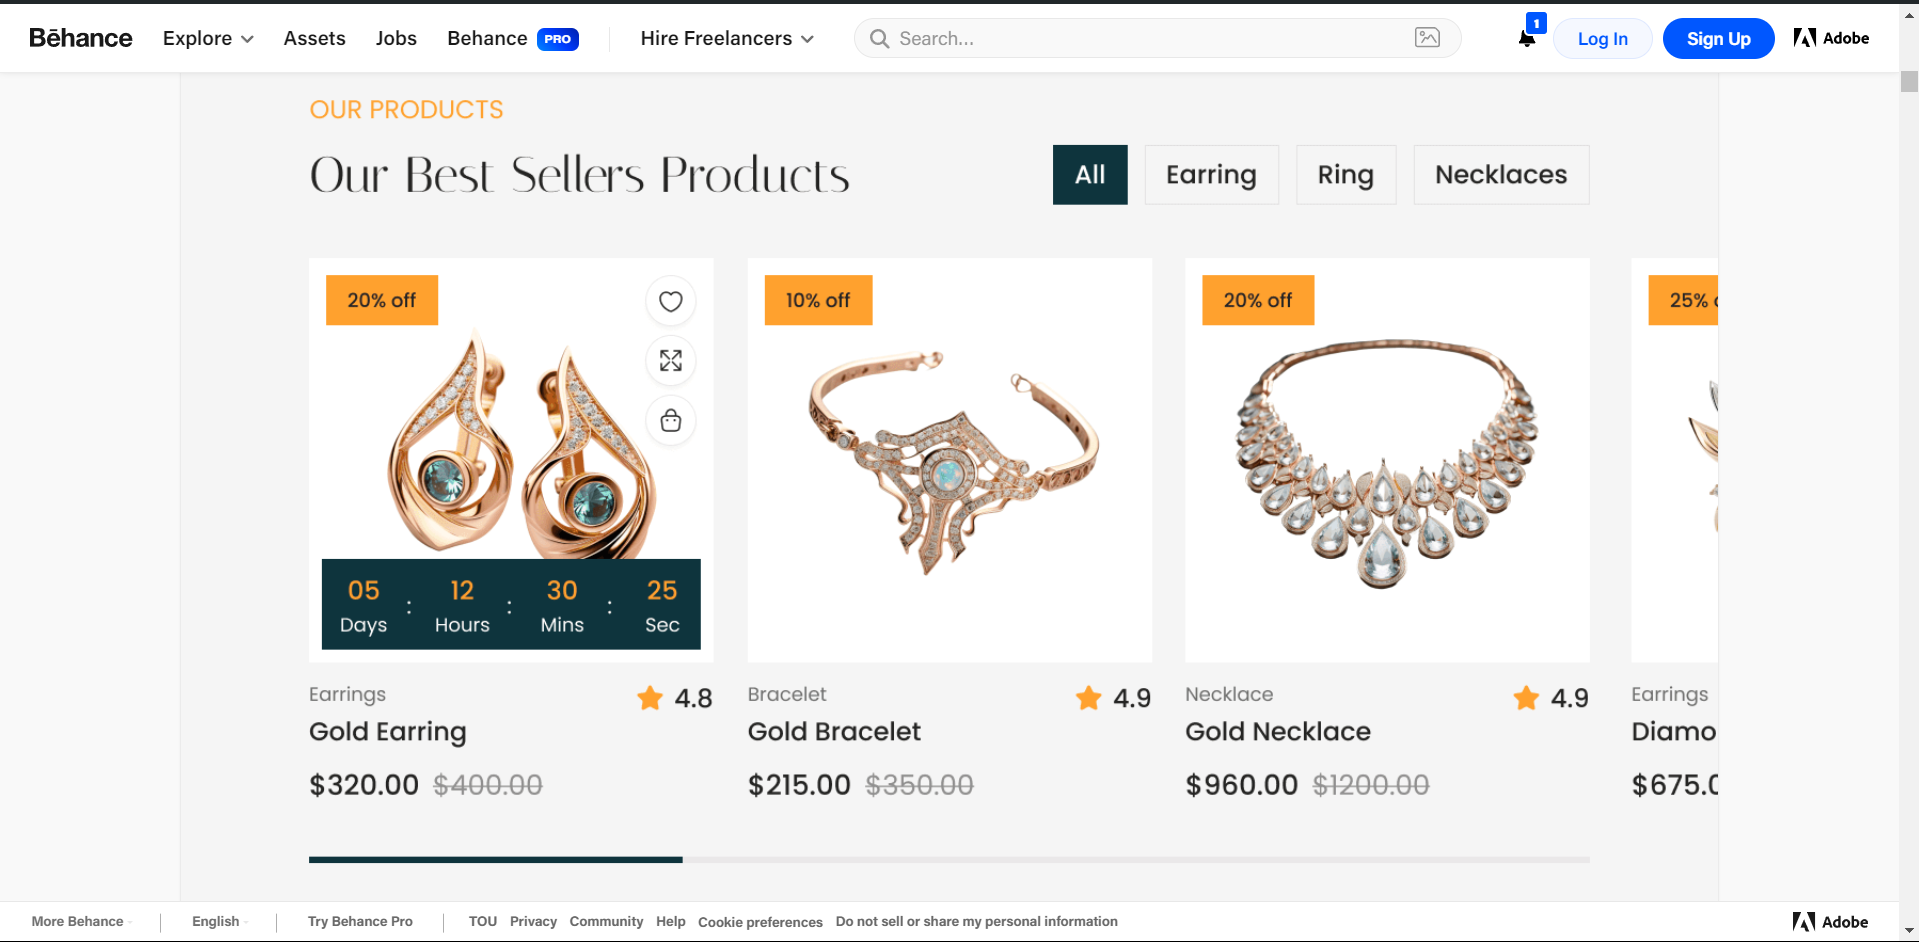 Bēhance Explore Assets Jobs Behance PRO Hire Freelancers Search... 1 Log In Sign Up Adobe
OUR PRODUCTS
Our Best Sellers Products
All Earring Ring Necklaces
20% off 10% off 20% off 25%
05 : 12 : 30 : 25
Days Hours Mins Sec
Earrings 4.8 Bracelet 4.9 Necklace 4.9 Earrings
Gold Earring Gold Bracelet Gold Necklace Diamo
$320.00 $400.00 $215.00 $350.00 $960.00 $1200.00 $675.0
More Behance English Try Behance Pro TOU Privacy Community Help Cookie preferences Do not sell or share my personal information Adobe